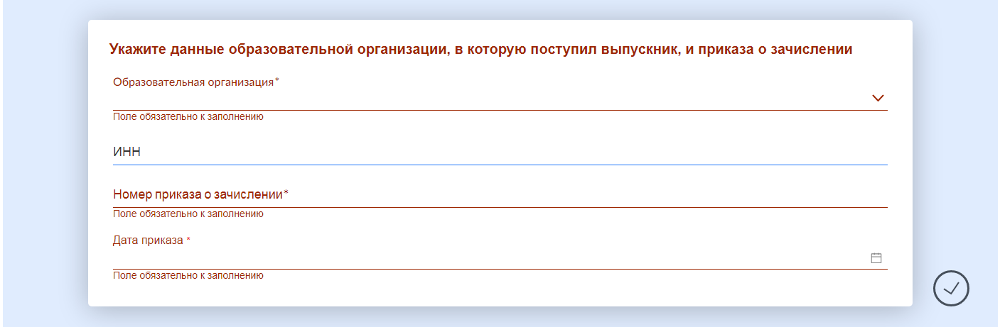 Укажите данные образовательной организации, в которую поступил выпускник, и приказа о зачислении
Образовательная организация*
Поле обязательно к заполнению
ИНН
Номер приказа о зачислении*
Поле обязательно к заполнению
Дата приказа *
Поле обязательно к заполнению